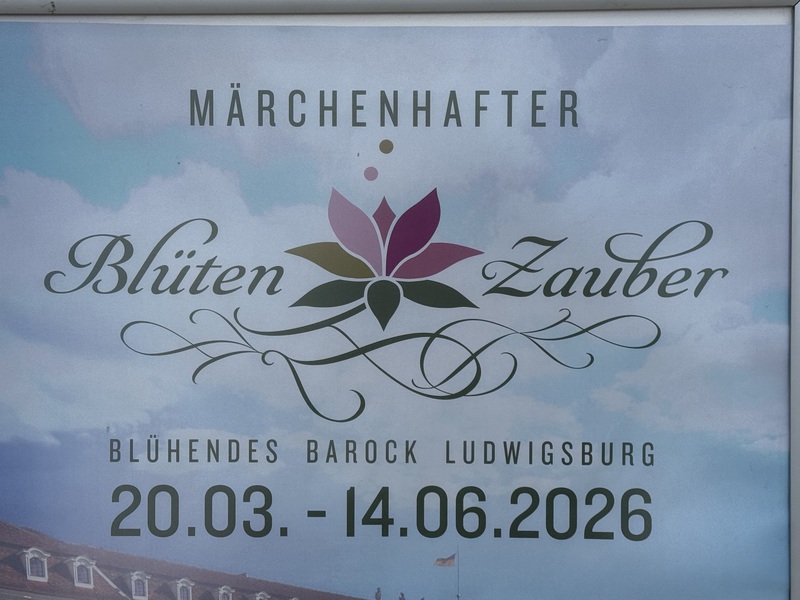 MÄRCHENHAFTER
Blüten Zauber
BLÜHENDES BAROCK LUDWIGSBURG
20.03. - 14.06.2026